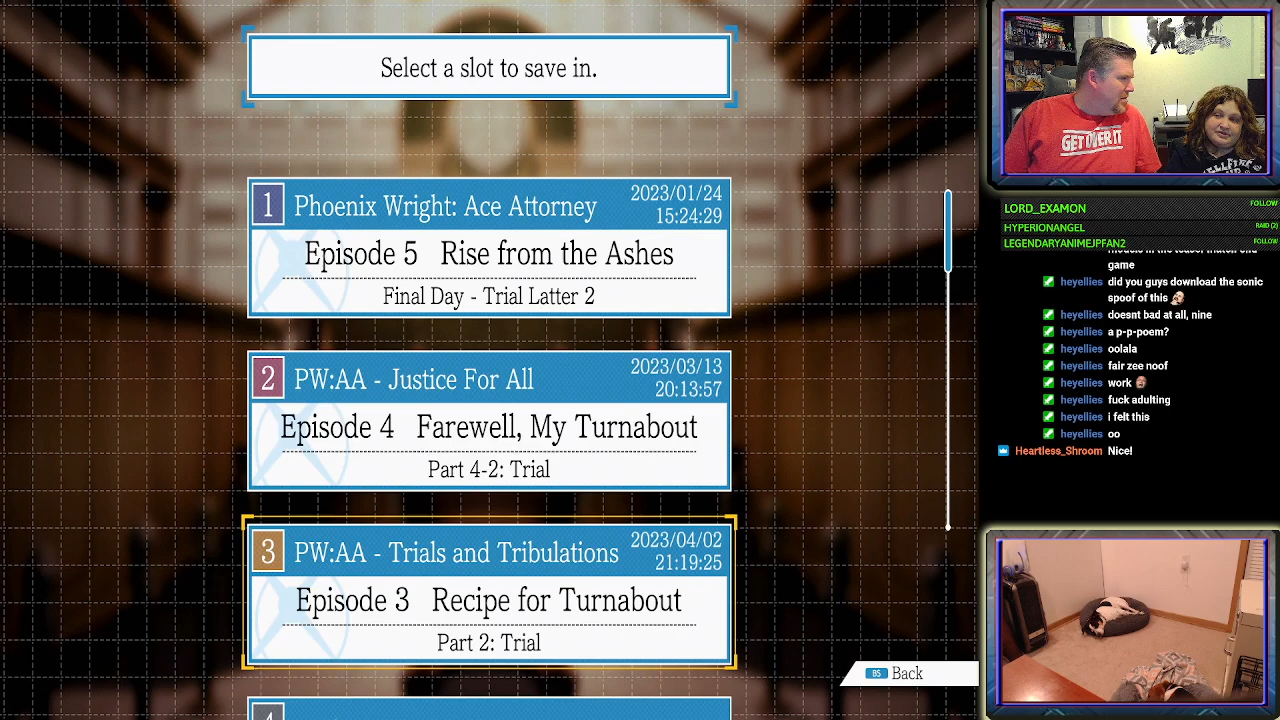 Select a slot to save in.
1 Phoenix Wright: Ace Attorney 2023/01/24 15:24:29
Episode 5 Rise from the Ashes
Final Day - Trial Latter 2
2 PW:AA - Justice For All 2023/03/13 20:13:57
Episode 4 Farewell, My Turnabout
Part 4-2: Trial
3 PW:AA - Trials and Tribulations 2023/04/02 21:19:25
Episode 3 Recipe for Turnabout
Part 2: Trial
BS Back
GET OVER IT
LORD_EXAMON FOLLOW
HYPERIONANGEL RAID (2)
LEGENDARYANIMEJPFAN2 FOLLOW
game
heyellies did you guys download the sonic
spoof of this
heyellies doesnt bad at all, nine
heyellies a p-p-poem?
heyellies oolala
heyellies fair zee noof
heyellies work
heyellies fuck adulting
heyellies i felt this
heyellies oo
Heartless_Shroom Nice!